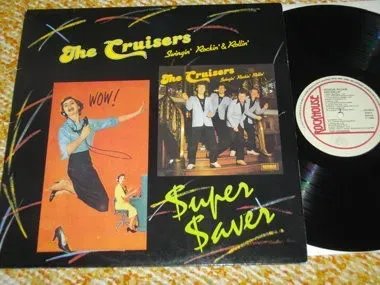 The Cruisers
Swingin' Rockin' & Rollin'
WOW!
The Cruisers
Swingin' Rockin' Rollin'
$uper
$aver
ROCKHOUSE